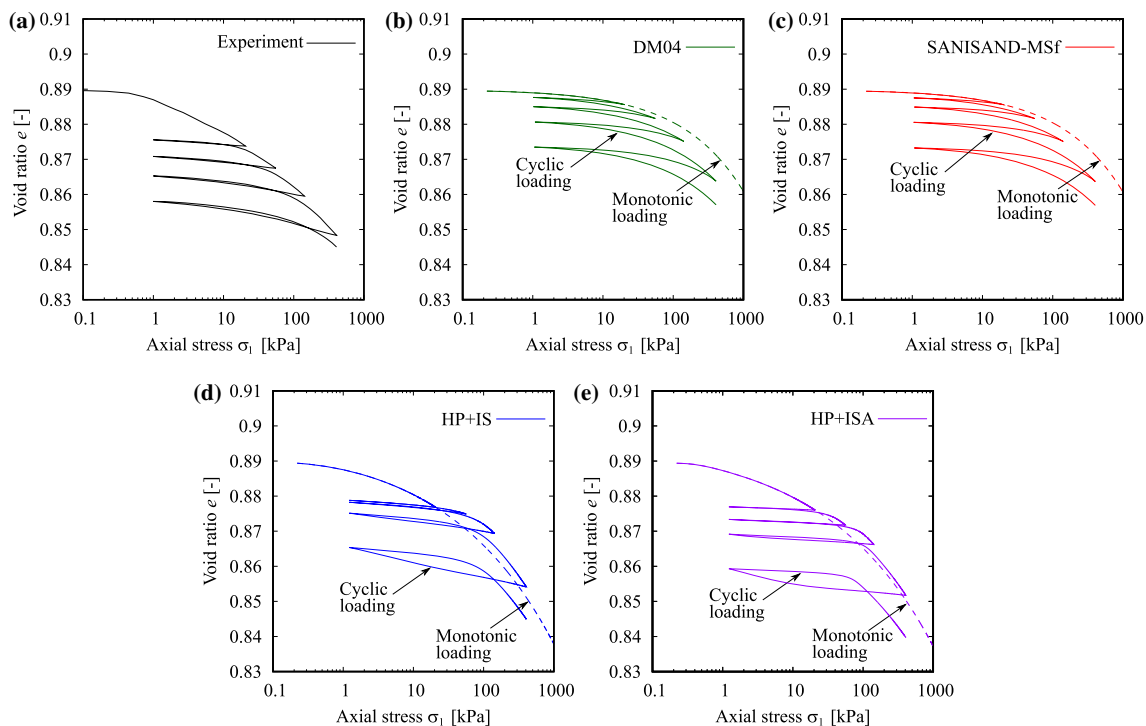 (a)
Experiment
0.91
0.9
0.89
0.88
0.87
0.86
0.85
0.84
0.83
Void ratio e [-]
0.1 1 10 100 1000
Axial stress σ1 [kPa]
(b)
DM04
0.91
0.9
0.89
0.88
0.87
0.86
0.85
0.84
0.83
Void ratio e [-]
Cyclic
loading
Monotonic
loading
0.1 1 10 100 1000
Axial stress σ1 [kPa]
(c)
SANISAND-MSf
0.91
0.9
0.89
0.88
0.87
0.86
0.85
0.84
0.83
Void ratio e [-]
Cyclic
loading
Monotonic
loading
0.1 1 10 100 1000
Axial stress σ1 [kPa]
(d)
HP+IS
0.91
0.9
0.89
0.88
0.87
0.86
0.85
0.84
0.83
Void ratio e [-]
Cyclic
loading
Monotonic
loading
0.1 1 10 100 1000
Axial stress σ1 [kPa]
(e)
HP+ISA
0.91
0.9
0.89
0.88
0.87
0.86
0.85
0.84
0.83
Void ratio e [-]
Cyclic
loading
Monotonic
loading
0.1 1 10 100 1000
Axial stress σ1 [kPa]